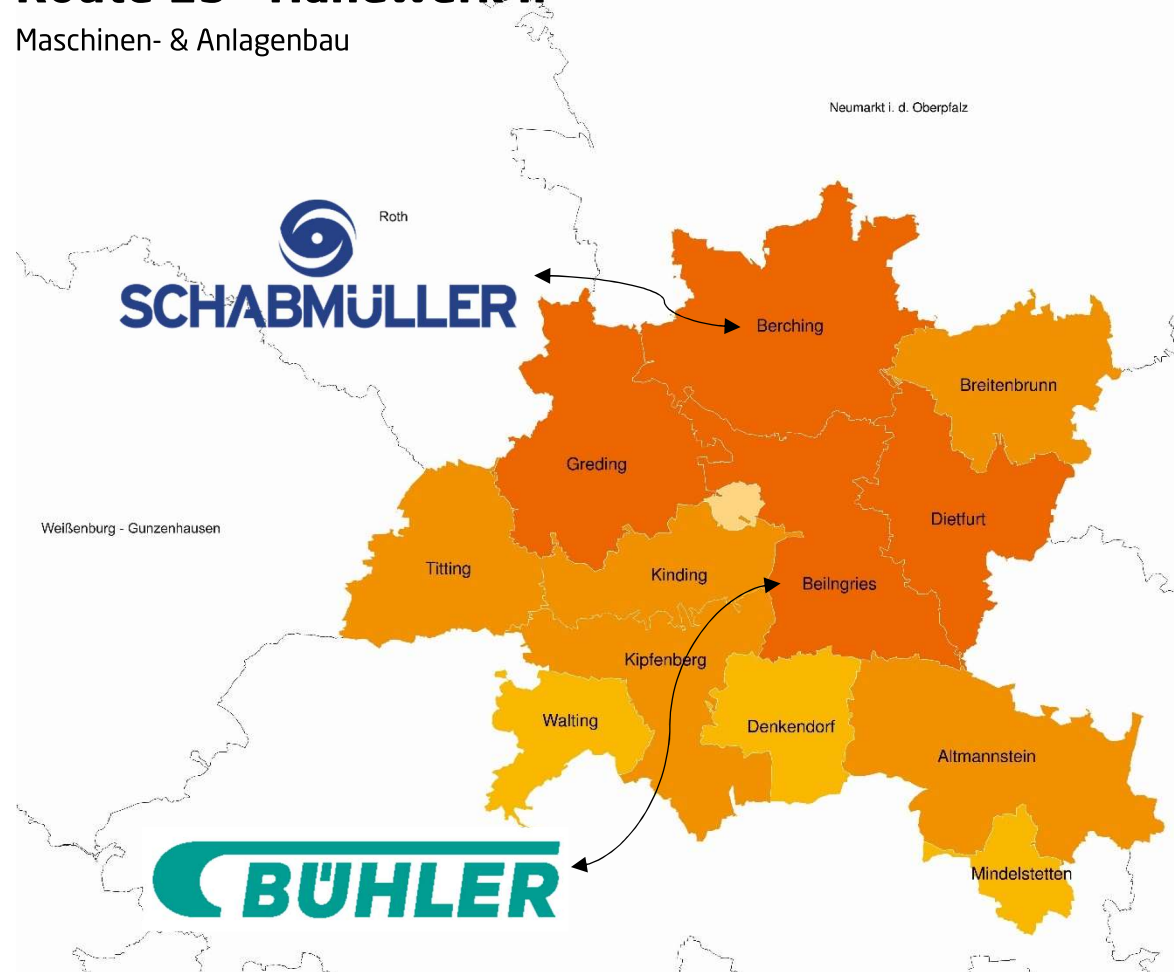 Maschinen- & Anlagenbau
Neumarkt i. d. Oberpfalz
Roth
SCHABMÜLLER
Berching
Breitenbrunn
Greding
Dietfurt
Weißenburg - Gunzenhausen
Titting
Kinding
Beilngries
Kipfenberg
Walting
Denkendorf
Altmannstein
BÜHLER
Mindelstetten